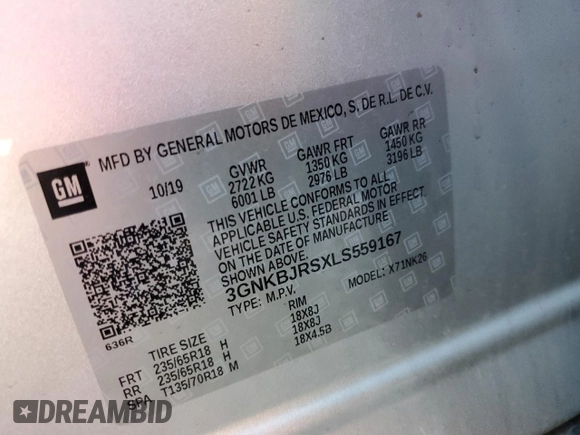 GM
MFD BY GENERAL MOTORS DE MEXICO, S. DE R.L. DE C.V.
10/19 GVWR GAWR FRT GAWR RR
2722 KG 1350 KG 1450 KG
6001 LB 2976 LB 3196 LB
THIS VEHICLE CONFORMS TO ALL
APPLICABLE U.S. FEDERAL MOTOR
VEHICLE SAFETY STANDARDS IN EFFECT
ON THE DATE OF MANUFACTURE
SHOWN ABOVE.
3GNKBJRSXLS559167
TYPE: M.P.V. MODEL: X71NK26
636R
TIRE SIZE RIM
FRT 235/65R18 H 18X8J
RR 235/65R18 H 18X8J
SPA T135/70R18 M 18X4.5B
DREAMBID